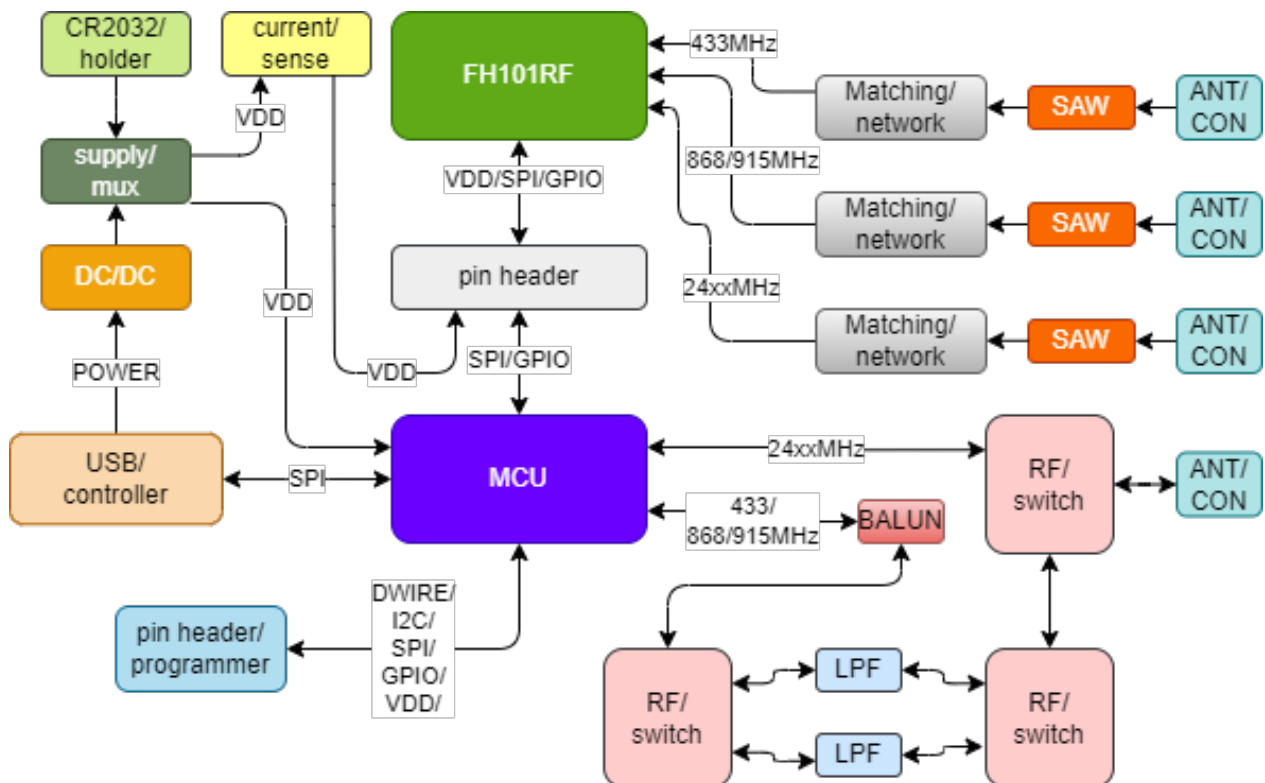 CR2032/
holder
current/
sense
FH101RF
433MHz
Matching/
network
SAW
ANT/
CON
VDD
supply/
mux
868/915MHz
VDD/SPI/GPIO
Matching/
network
SAW
ANT/
CON
DC/DC
pin header
24xxMHz
VDD
Matching/
network
SAW
ANT/
CON
POWER
VDD
SPI/GPIO
USB/
controller
SPI
MCU
24xxMHz
RF/
switch
ANT/
CON
433/
868/915MHz
BALUN
DWIRE/
I2C/
SPI/
GPIO/
VDD/
pin header/
programmer
RF/
switch
LPF
LPF
RF/
switch